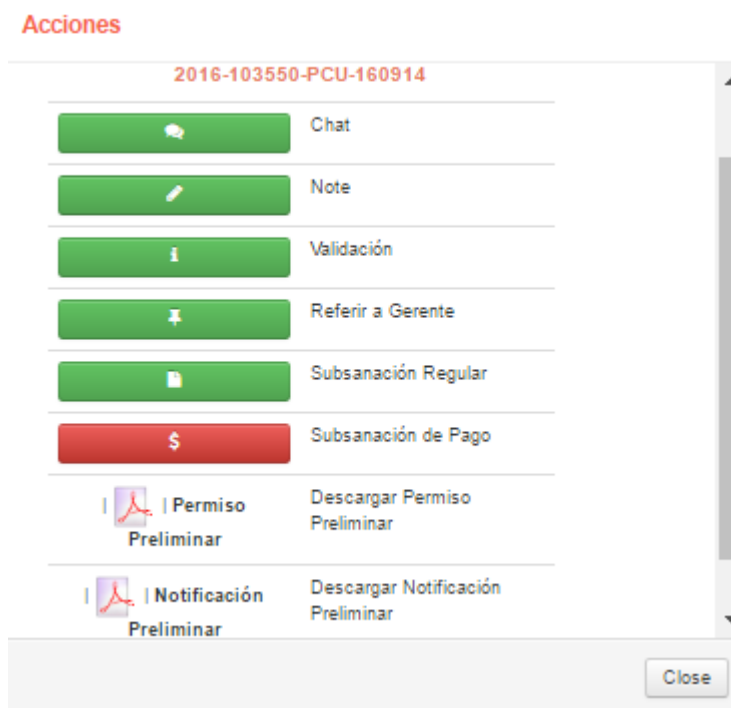 Acciones
2016-103550-PCU-160914
Chat
Note
Validación
Referir a Gerente
Subsanación Regular
$ Subsanación de Pago
| | Permiso
Preliminar
Descargar Permiso
Preliminar
| | Notificación
Preliminar
Descargar Notificación
Preliminar
Close